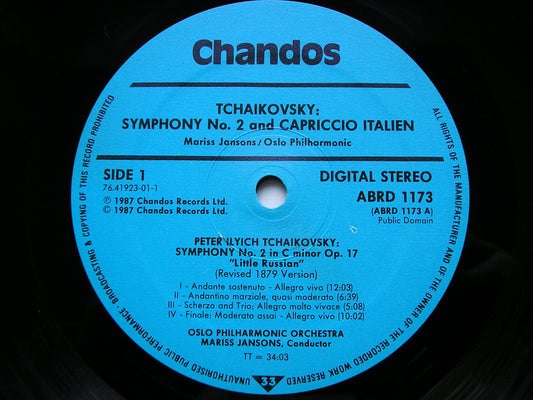 Chandos
TCHAIKOVSKY:
SYMPHONY No. 2 and CAPRICCIO ITALIEN
Mariss Jansons/Oslo Philharmonic
SIDE 1
76.41923-01-1
℗ 1987 Chandos Records Ltd.
© 1987 Chandos Records Ltd.
DIGITAL STEREO
ABRD 1173
(ABRD 1173 A)
Public Domain
PETER ILYICH TCHAIKOVSKY:
SYMPHONY No. 2 in C minor Op. 17
"Little Russian"
(Revised 1879 Version)
I - Andante sostenuto - Allegro vivo (12:03)
II - Andantino marziale, quasi moderato (6:39)
III - Scherzo and Trio; Allegro molto vivace (5:08)
IV - Finale: Moderato assai - Allegro vivo (10:02)
OSLO PHILHARMONIC ORCHESTRA
MARISS JANSONS, Conductor
TT = 34:03
33
ALL RIGHTS OF THE MANUFACTURER AND OF THE OWNER OF THE RECORDED WORK RESERVED
UNAUTHORISED PUBLIC PERFORMANCE BROADCASTING & COPYING OF THIS RECORD PROHIBITED